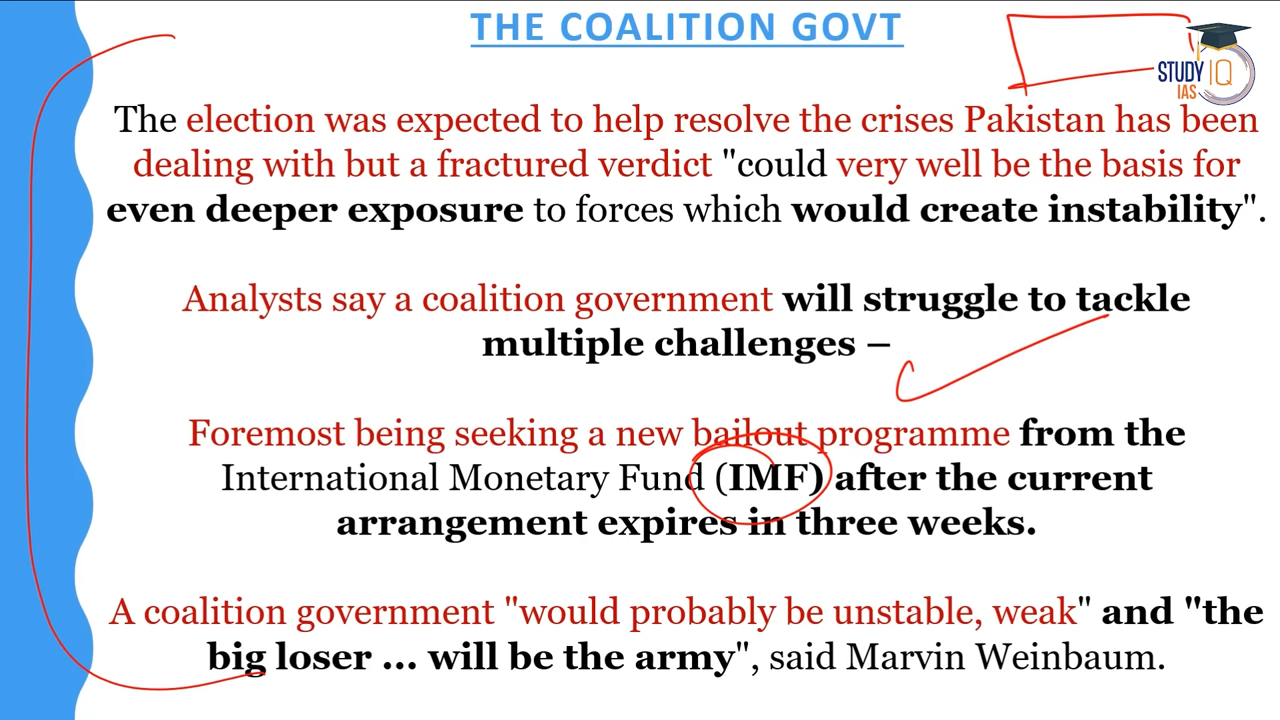 THE COALITION GOVT
STUDY IQ
IAS
The election was expected to help resolve the crises Pakistan has been
dealing with but a fractured verdict "could very well be the basis for
even deeper exposure to forces which would create instability".
Analysts say a coalition government will struggle to tackle
multiple challenges –
Foremost being seeking a new bailout programme from the
International Monetary Fund (IMF) after the current
arrangement expires in three weeks.
A coalition government "would probably be unstable, weak" and "the
big loser ... will be the army", said Marvin Weinbaum.